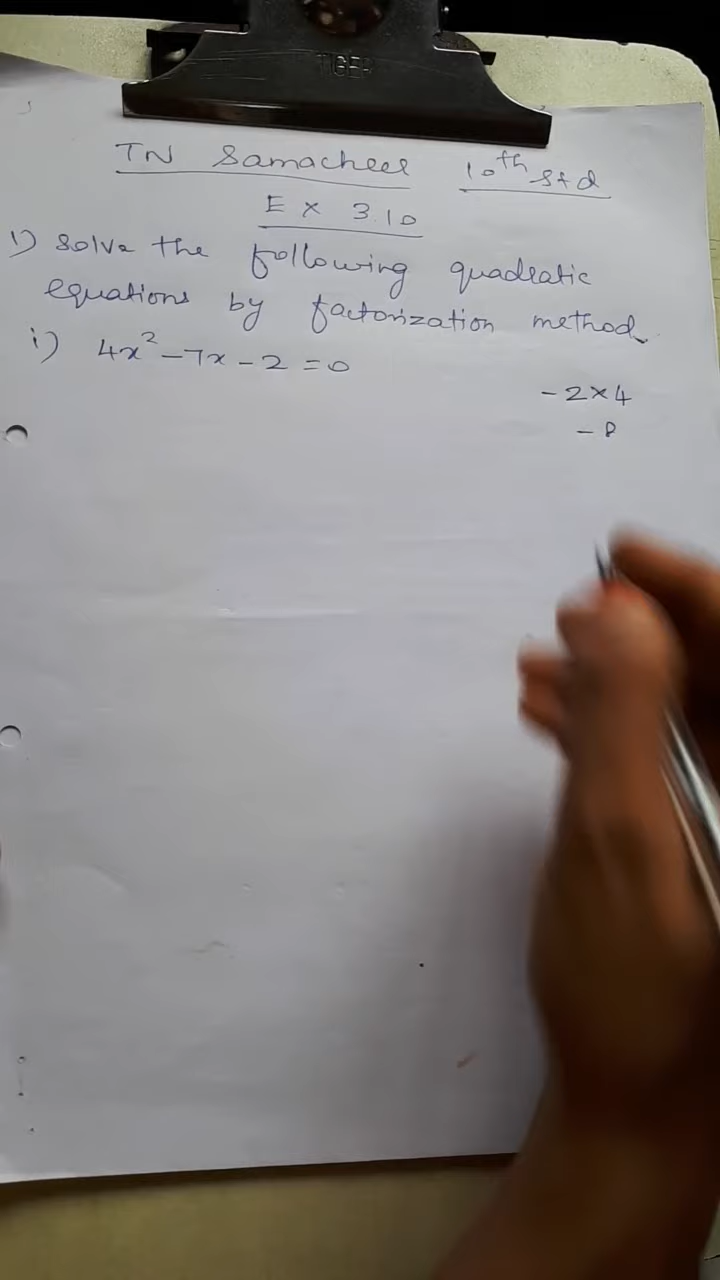 TIGER
TN Samacheer 10th Std
Ex 3.10
1) Solve the following quadratic
equations by factorization method.
i) 4x² - 7x - 2 = 0
- 2 × 4
- 8